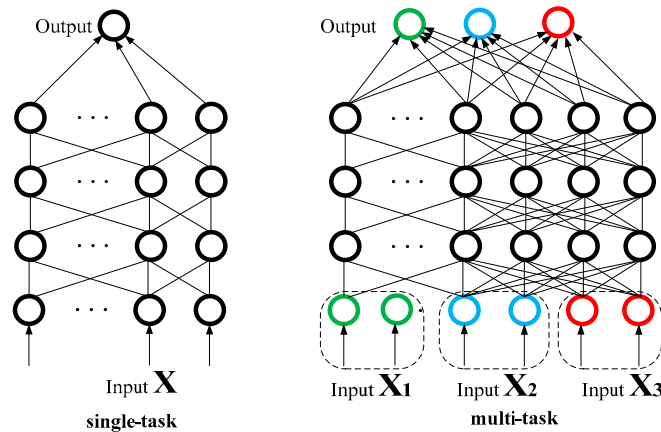 Output
Output
Input X
Input X1
Input X2
Input X3
single-task
multi-task